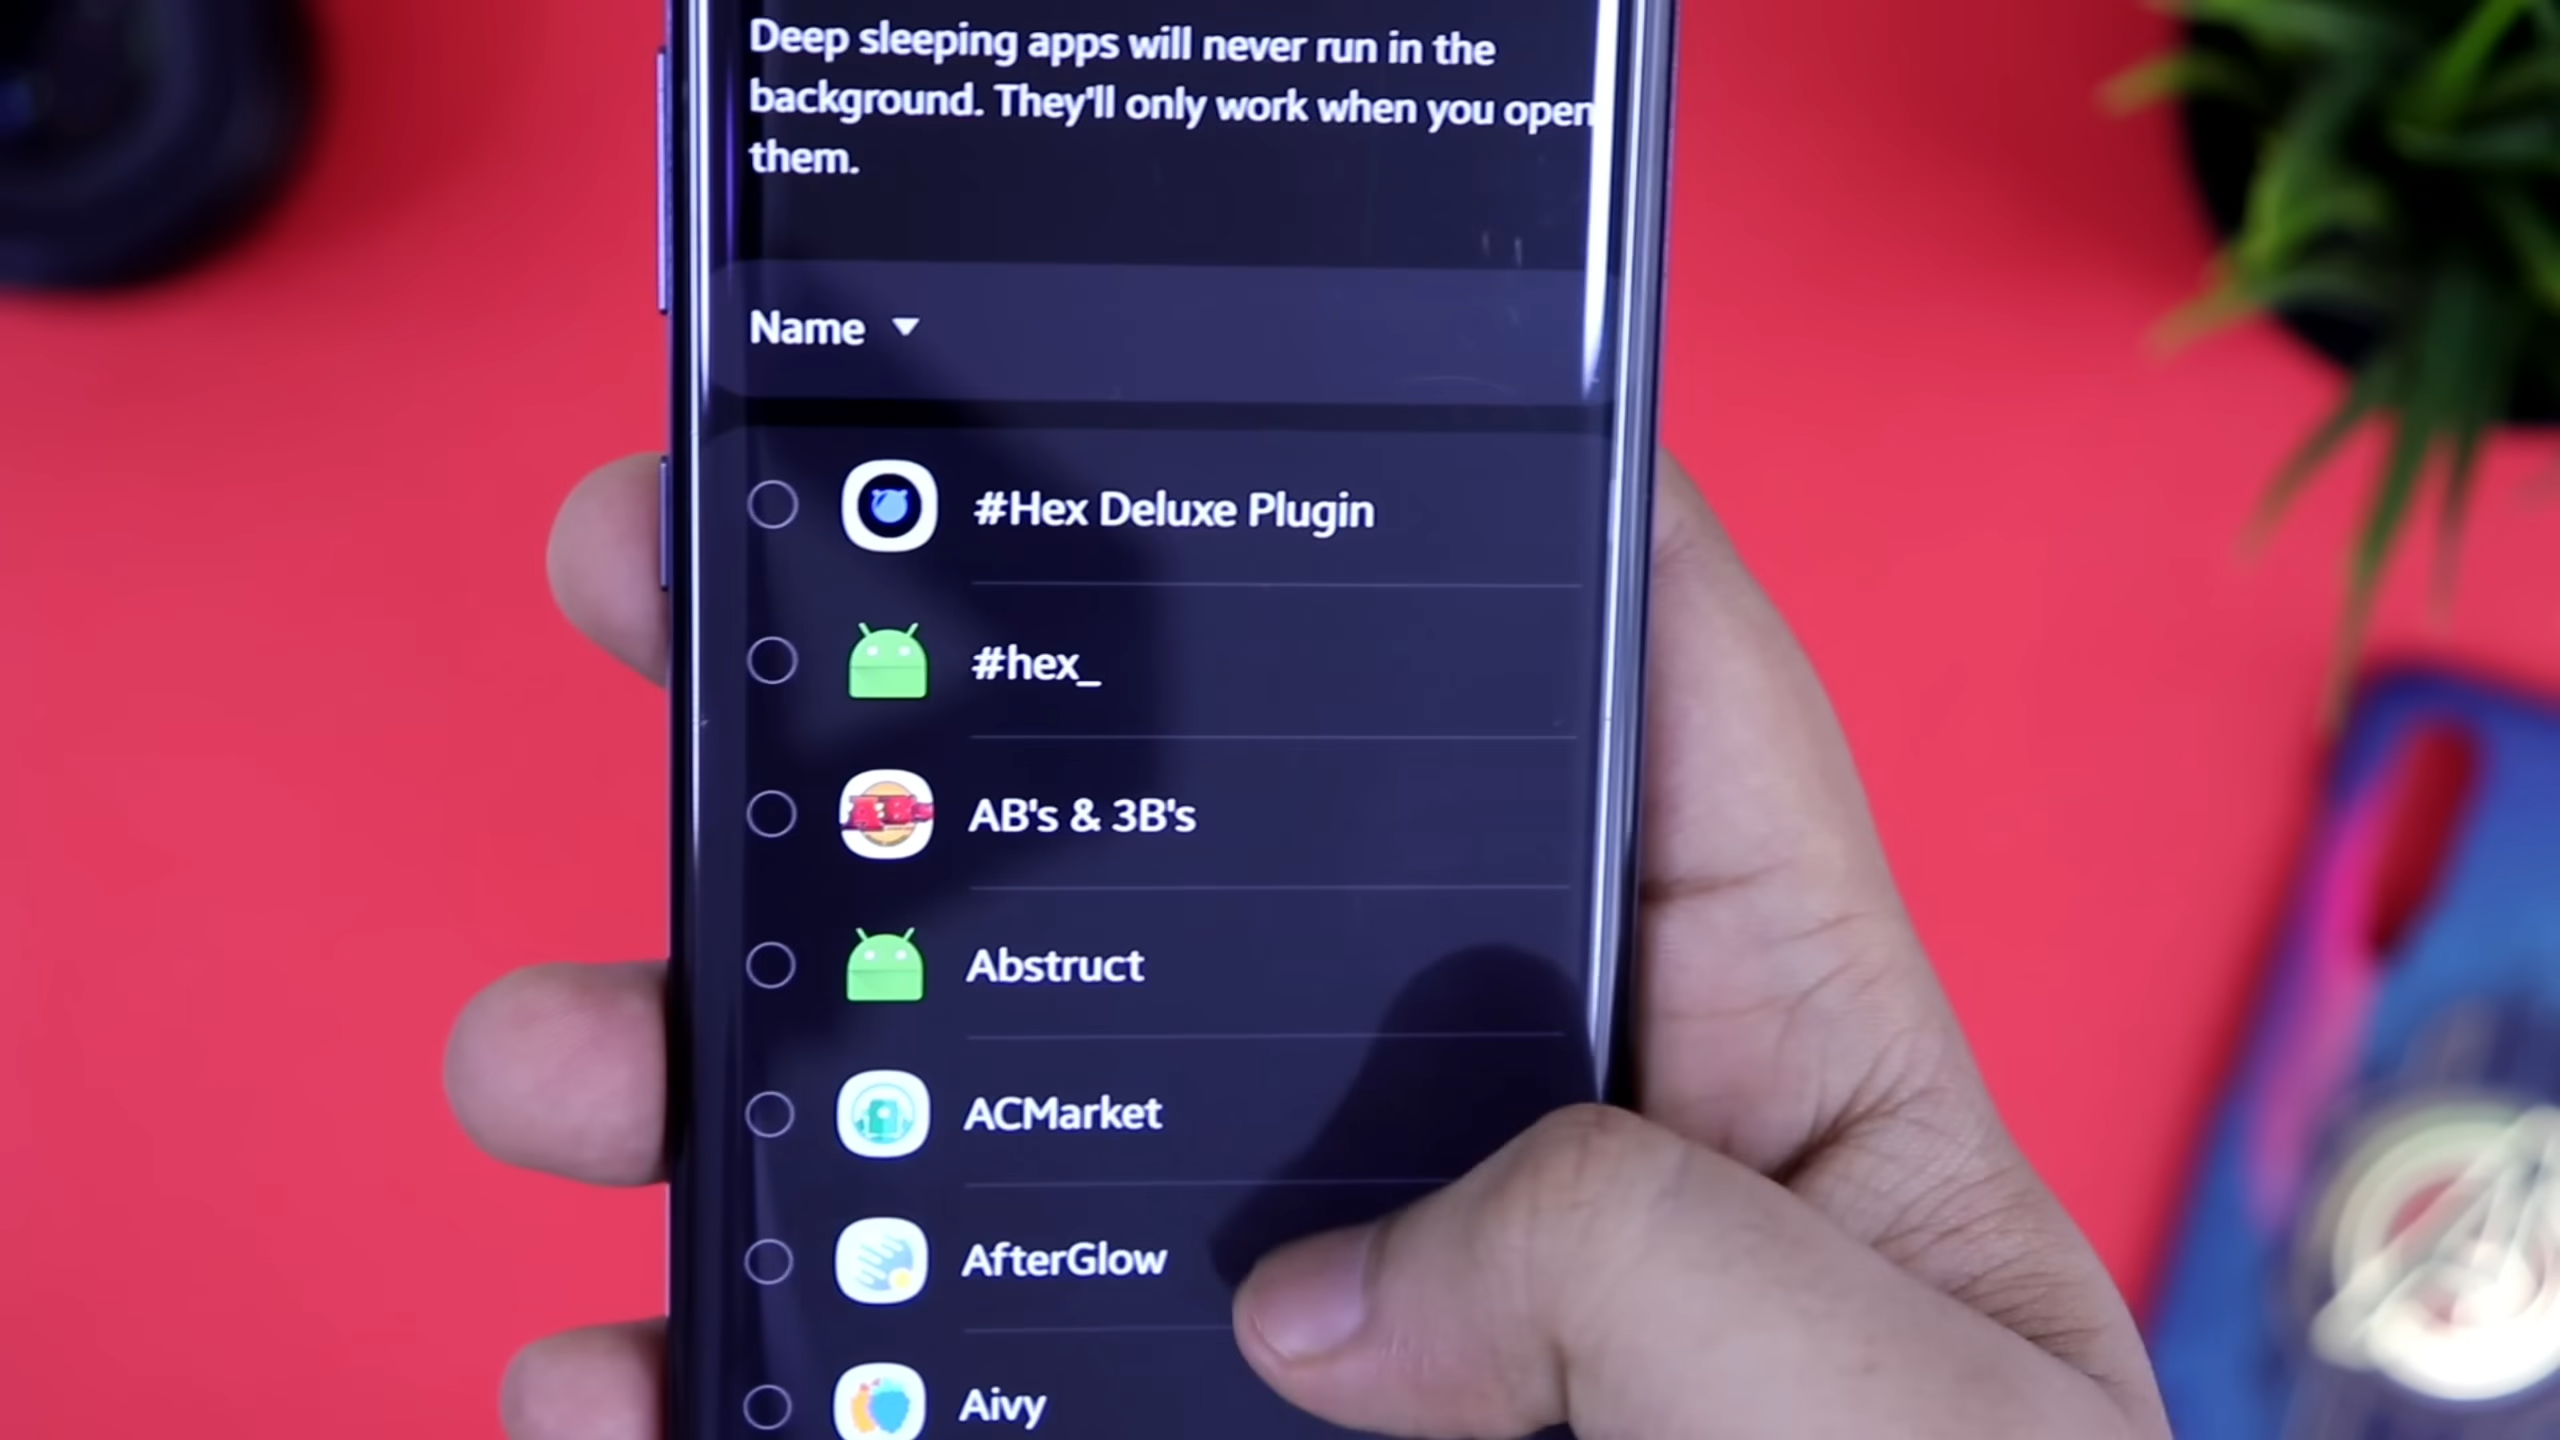 Deep sleeping apps will never run in the
background. They'll only work when you open
them.
Name
#Hex Deluxe Plugin
#hex_
AB's & 3B's
Abstruct
ACMarket
AfterGlow
Aivy